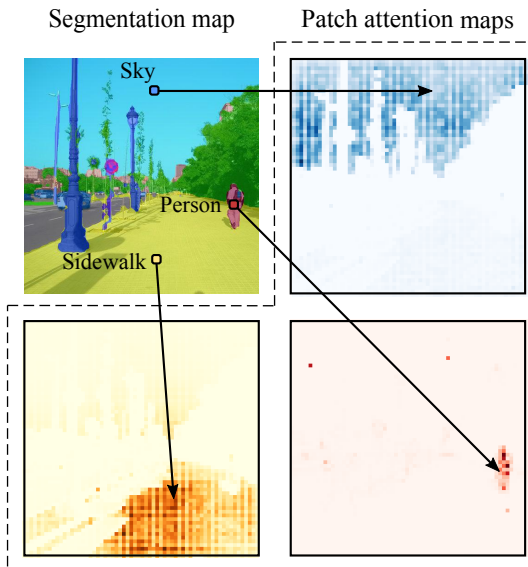 Segmentation map
Patch attention maps
Sky
Person
Sidewalk